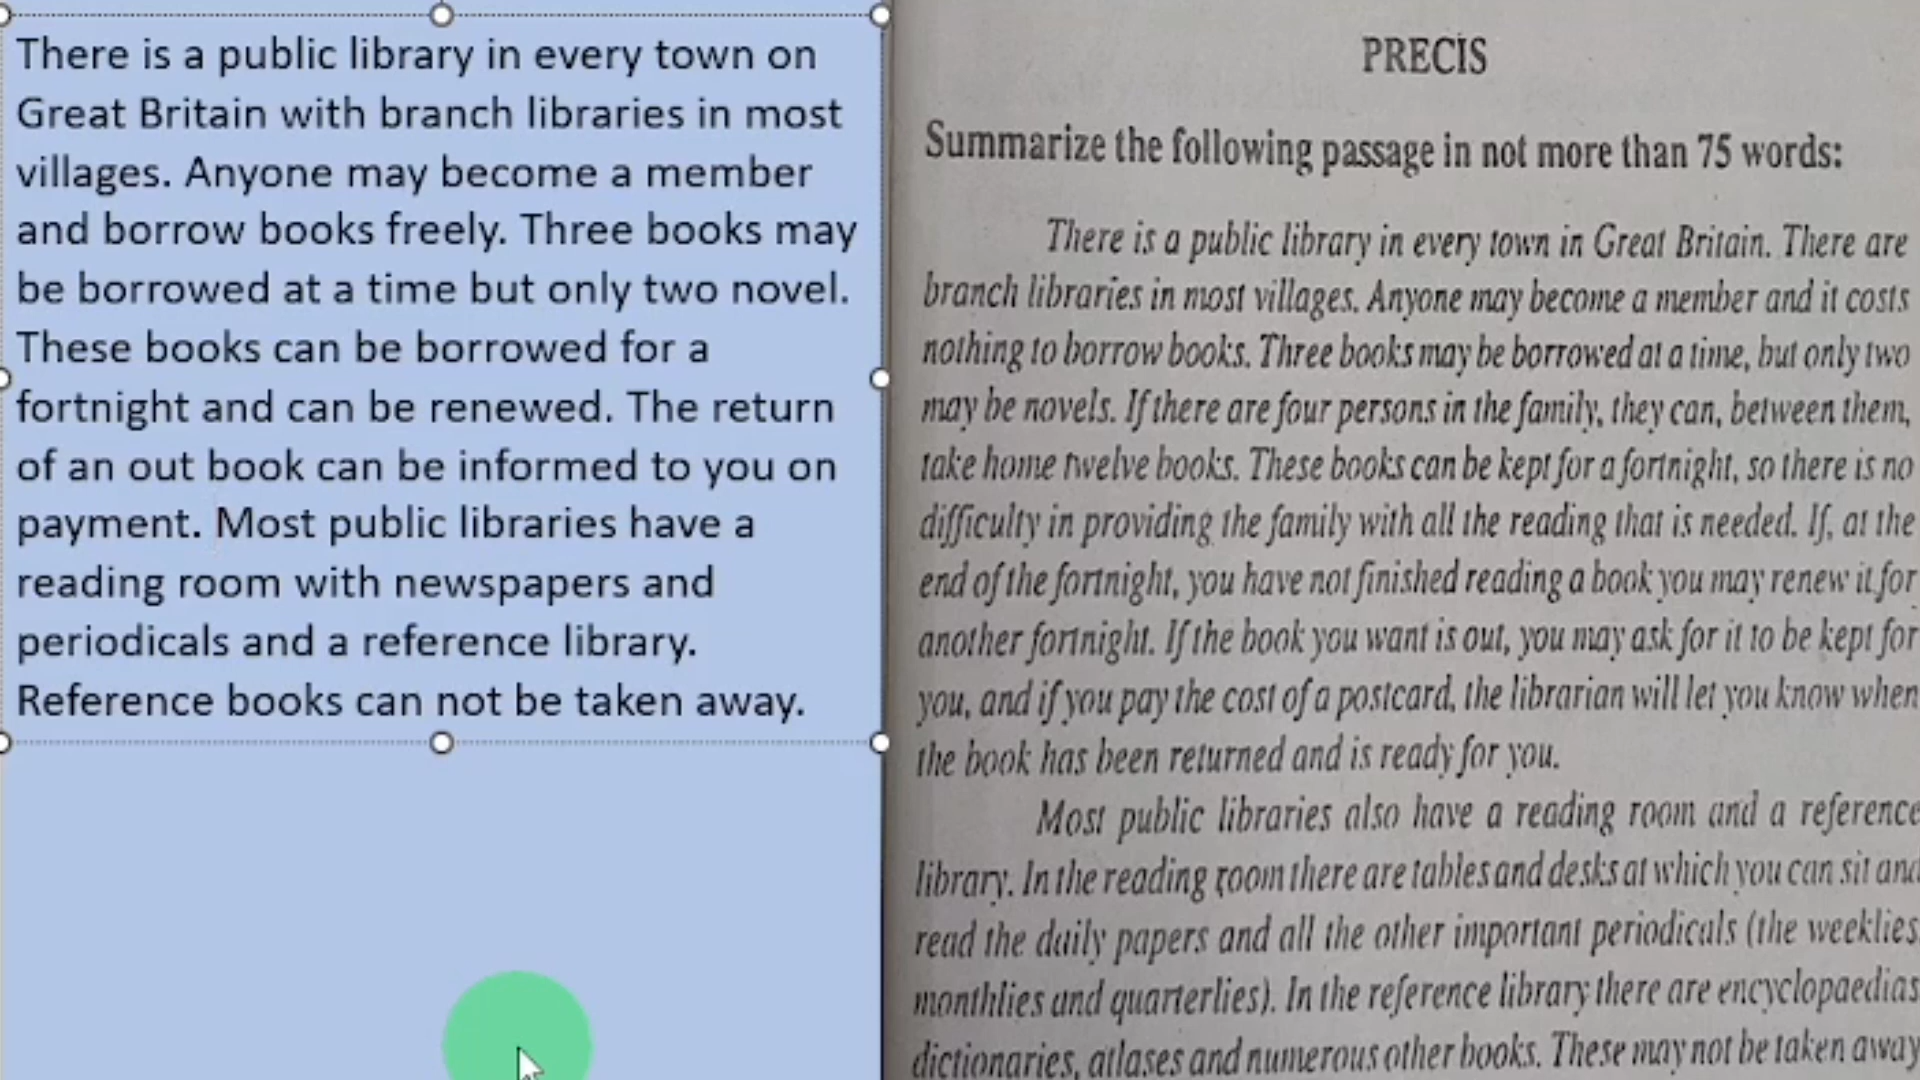 There is a public library in every town on
Great Britain with branch libraries in most
villages. Anyone may become a member
and borrow books freely. Three books may
be borrowed at a time but only two novel.
These books can be borrowed for a
fortnight and can be renewed. The return
of an out book can be informed to you on
payment. Most public libraries have a
reading room with newspapers and
periodicals and a reference library.
Reference books can not be taken away.
PRECIS
Summarize the following passage in not more than 75 words:
There is a public library in every town in Great Britain. There are
branch libraries in most villages. Anyone may become a member and it costs
nothing to borrow books. Three books may be borrowed at a time, but only two
may be novels. If there are four persons in the family, they can, between them,
take home twelve books. These books can be kept for a fortnight, so there is no
difficulty in providing the family with all the reading that is needed. If, at the
end of the fortnight, you have not finished reading a book you may renew it for
another fortnight. If the book you want is out, you may ask for it to be kept for
you, and if you pay the cost of a postcard, the librarian will let you know when
the book has been returned and is ready for you.
Most public libraries also have a reading room and a reference
library. In the reading room there are tables and desks at which you can sit and
read the daily papers and all the other important periodicals (the weeklies
monthlies and quarterlies). In the reference library there are encyclopaedias
dictionaries, atlases and numerous other books. These may not be taken away